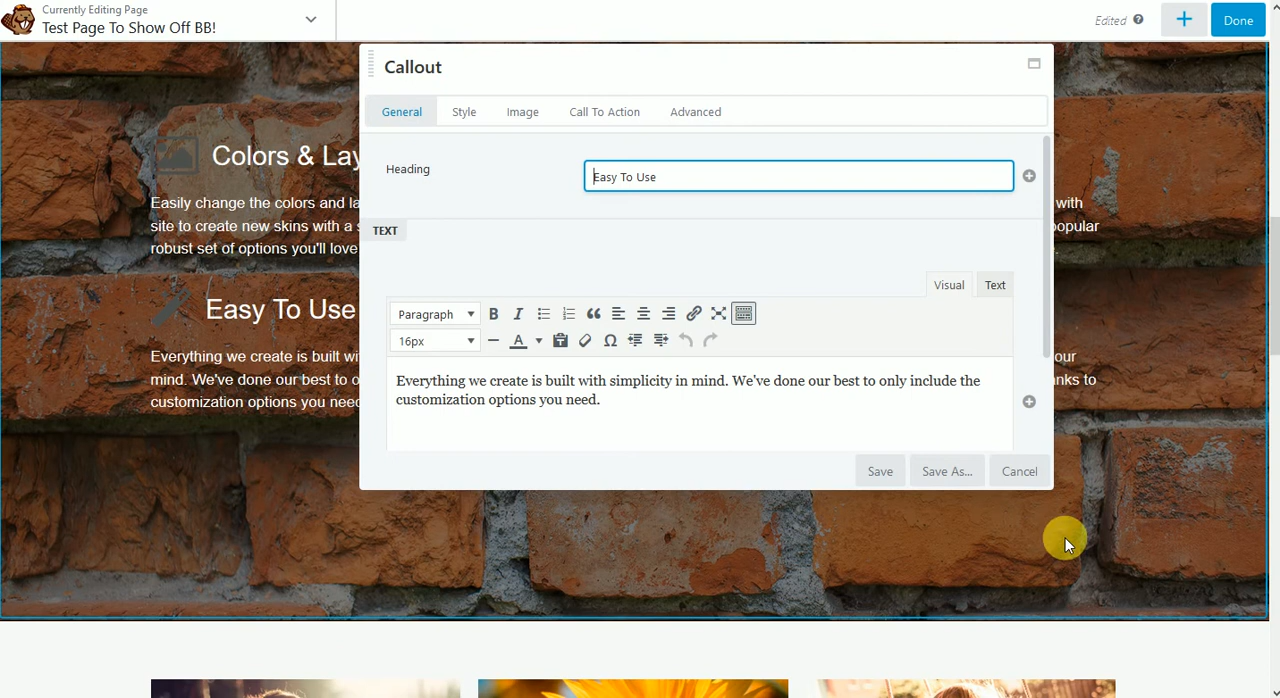 Currently Editing Page
Test Page To Show Off BB!
Edited
Done
Callout
General
Style
Image
Call To Action
Advanced
Heading
Easy To Use
TEXT
Visual
Text
Paragraph
16px
Everything we create is built with simplicity in mind. We've done our best to only include the
customization options you need.
Save
Save As...
Cancel
Colors & Lay
Easily change the colors and la
site to create new skins with a s
robust set of options you'll love
with
popular
Easy To Use
Everything we create is built wi
mind. We've done our best to o
customization options you need
our
anks to